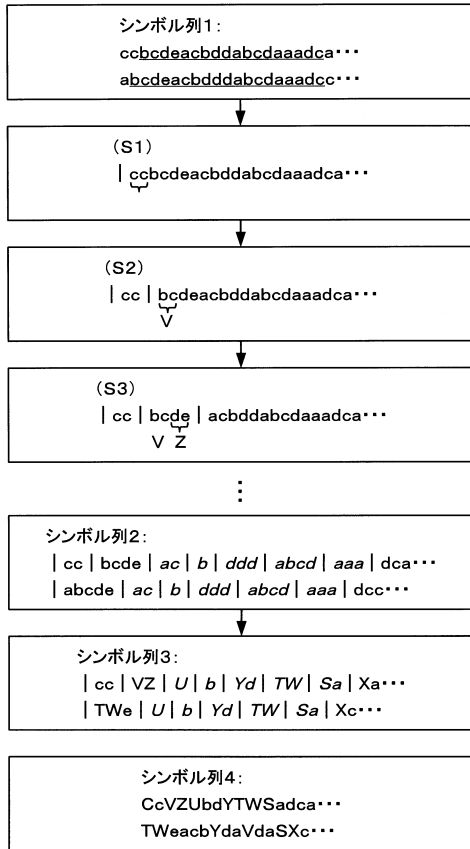 シンボル列1:
ccbcdeacbddabcdaaadca･･･
abcdeacbdddabcdaaadcc･･･
(S1)
| ccbcdeacbddabcdaaadca･･･
(S2)
| cc | bcdeacbddabcdaaadca･･･
V
(S3)
| cc | bcde | acbddabcdaaadca･･･
V Z
⋮
シンボル列2:
| cc | bcde | ac | b | ddd | abcd | aaa | dca･･･
| abcde | ac | b | ddd | abcd | aaa | dcc･･･
シンボル列3:
| cc | VZ | U | b | Yd | TW | Sa | Xa･･･
| TWe | U | b | Yd | TW | Sa | Xc･･･
シンボル列4:
CcVZUbdYTWSadca･･･
TWeacbYdaVdaSXc･･･